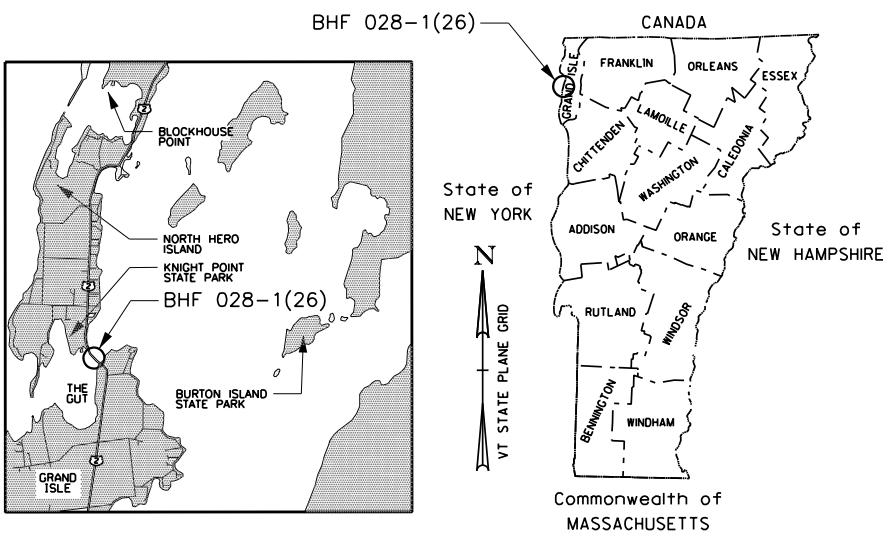 BHF 028-1(26)
CANADA
2
BLOCKHOUSE
POINT
NORTH HERO
ISLAND
KNIGHT POINT
STATE PARK
2
BHF 028-1(26)
THE
GUT
BURTON ISLAND
STATE PARK
2
GRAND
ISLE
GRAND ISLE
FRANKLIN
ORLEANS
ESSEX
LAMOILLE
CHITTENDEN
CALEDONIA
WASHINGTON
State of
NEW YORK
ADDISON
ORANGE
State of
NEW HAMPSHIRE
N
VT STATE PLANE GRID
RUTLAND
WINDSOR
BENNINGTON
WINDHAM
Commonwealth of
MASSACHUSETTS